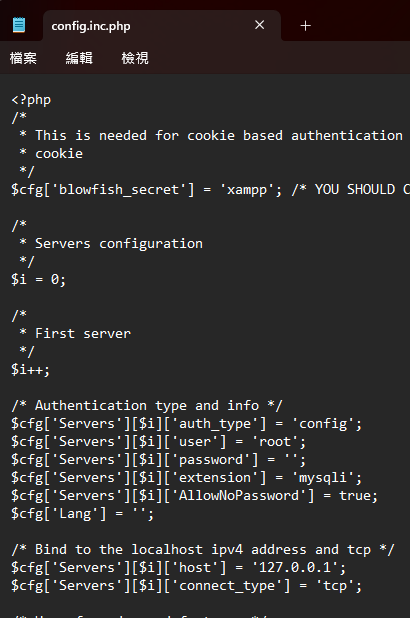 config.inc.php
檔案 編輯 檢視
<?php
/*
 * This is needed for cookie based authentication
 * cookie
 */
$cfg['blowfish_secret'] = 'xampp'; /* YOU SHOULD
/*
 * Servers configuration
 */
$i = 0;
/*
 * First server
 */
$i++;
/* Authentication type and info */
$cfg['Servers'][$i]['auth_type'] = 'config';
$cfg['Servers'][$i]['user'] = 'root';
$cfg['Servers'][$i]['password'] = '';
$cfg['Servers'][$i]['extension'] = 'mysqli';
$cfg['Servers'][$i]['AllowNoPassword'] = true;
$cfg['Lang'] = '';
/* Bind to the localhost ipv4 address and tcp */
$cfg['Servers'][$i]['host'] = '127.0.0.1';
$cfg['Servers'][$i]['connect_type'] = 'tcp';